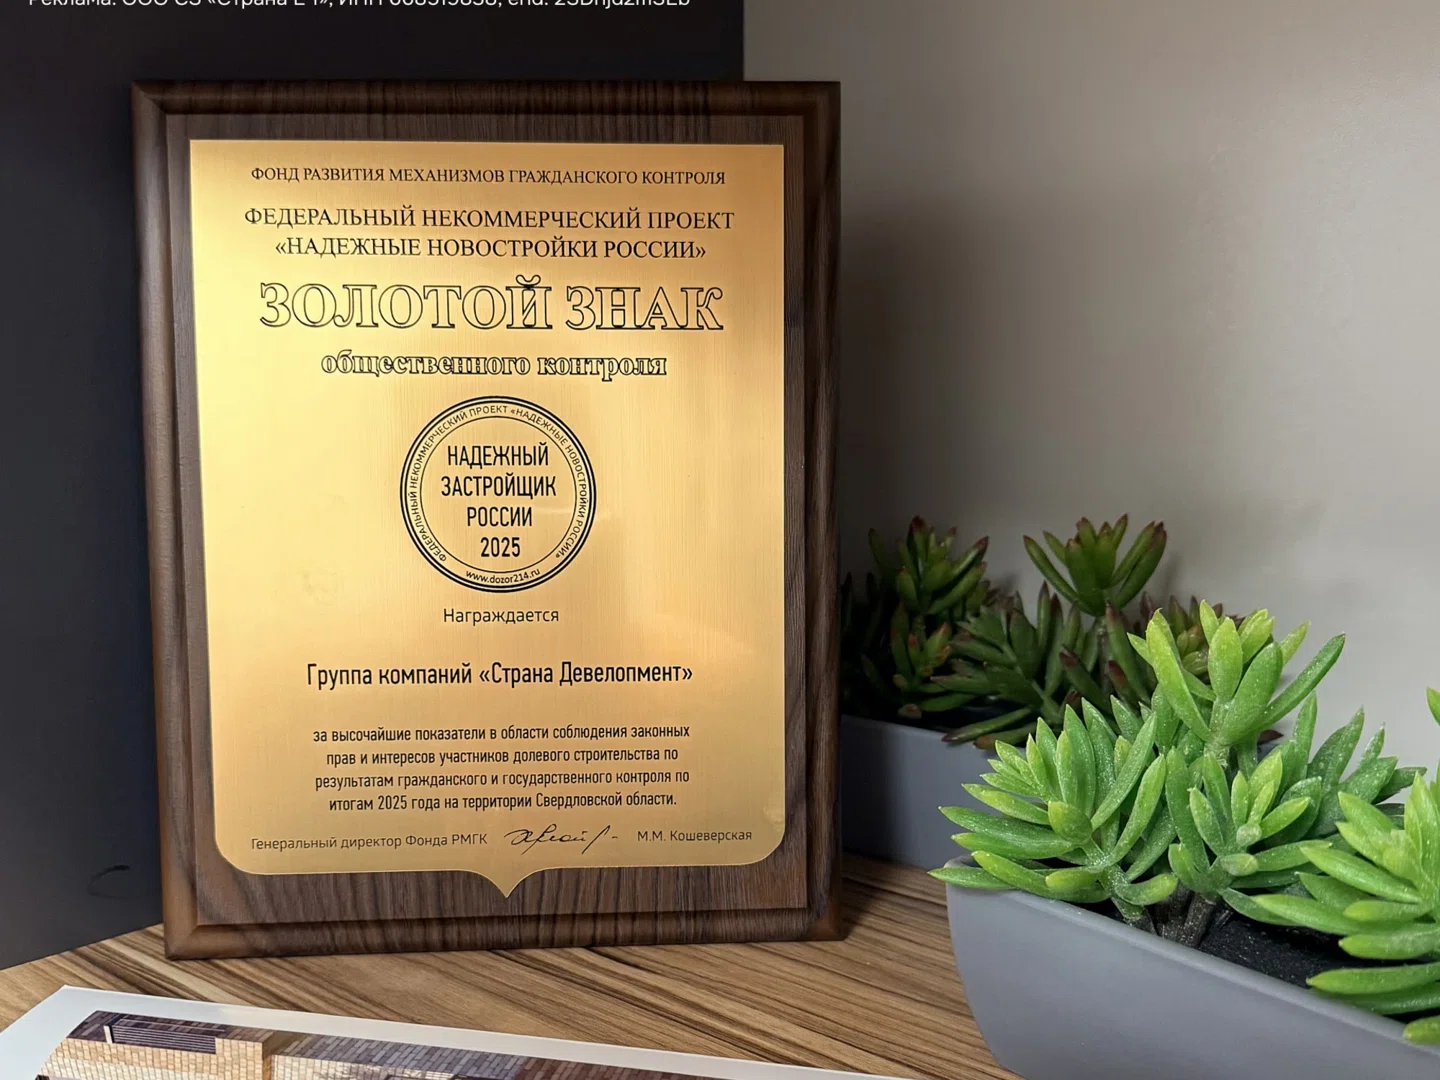 ФОНД РАЗВИТИЯ МЕХАНИЗМОВ ГРАЖДАНСКОГО КОНТРОЛЯ
ФЕДЕРАЛЬНЫЙ НЕКОММЕРЧЕСКИЙ ПРОЕКТ
«НАДЕЖНЫЕ НОВОСТРОЙКИ РОССИИ»
ЗОЛОТОЙ ЗНАК
общественного контроля
ФЕДЕРАЛЬНЫЙ НЕКОММЕРЧЕСКИЙ ПРОЕКТ «НАДЕЖНЫЕ НОВОСТРОЙКИ РОССИИ»
НАДЕЖНЫЙ
ЗАСТРОЙЩИК
РОССИИ
2025
www.dozor214.ru
Награждается
Группа компаний «Страна Девелопмент»
за высочайшие показатели в области соблюдения законных
прав и интересов участников долевого строительства по
результатам гражданского и государственного контроля по
итогам 2025 года на территории Свердловской области.
Генеральный директор Фонда РМГК М.М. Кошеверская